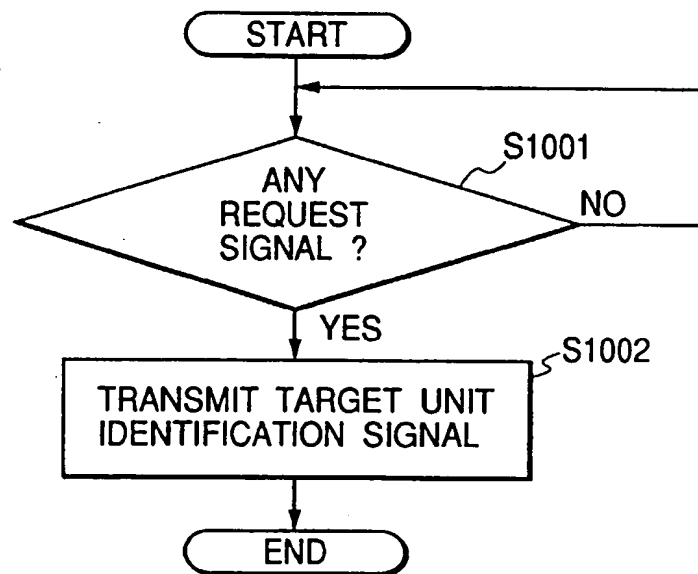 START
S1001
ANY
REQUEST
SIGNAL ?
NO
YES
S1002
TRANSMIT TARGET UNIT
IDENTIFICATION SIGNAL
END